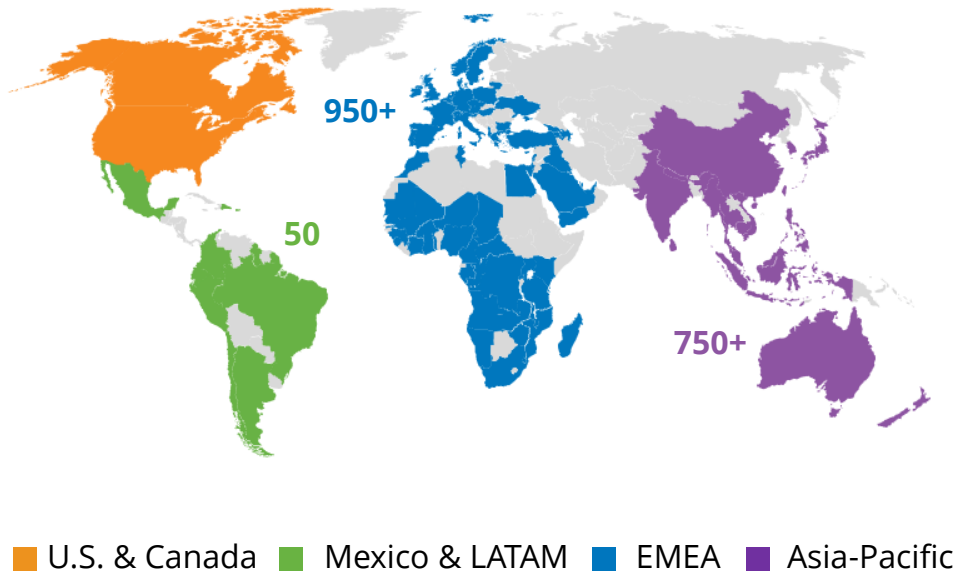 950+
50
750+
U.S. & Canada
Mexico & LATAM
EMEA
Asia-Pacific